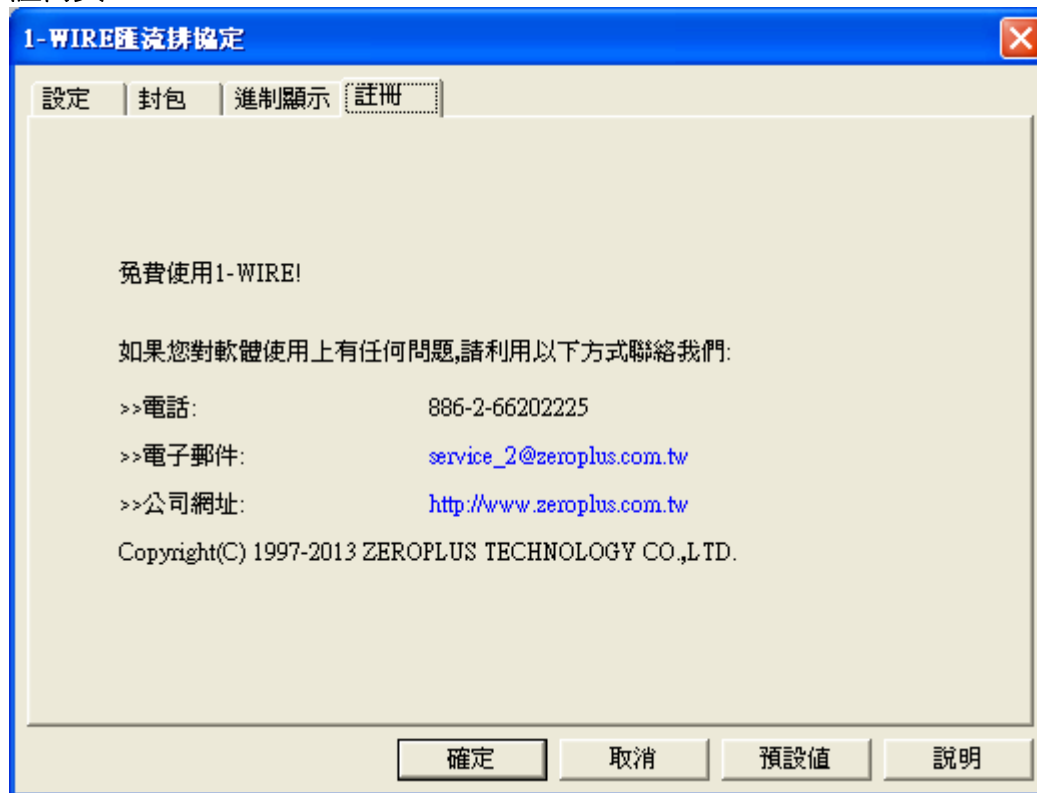 1-WIRE匯流排協定
設定 封包 進制顯示 註冊
免費使用1-WIRE!
如果您對軟體使用上有任何問題,請利用以下方式聯絡我們:
>>電話: 886-2-66202225
>>電子郵件: service_2@zeroplus.com.tw
>>公司網址: http://www.zeroplus.com.tw
Copyright(C) 1997-2013 ZEROPLUS TECHNOLOGY CO.,LTD.
確定 取消 預設值 說明